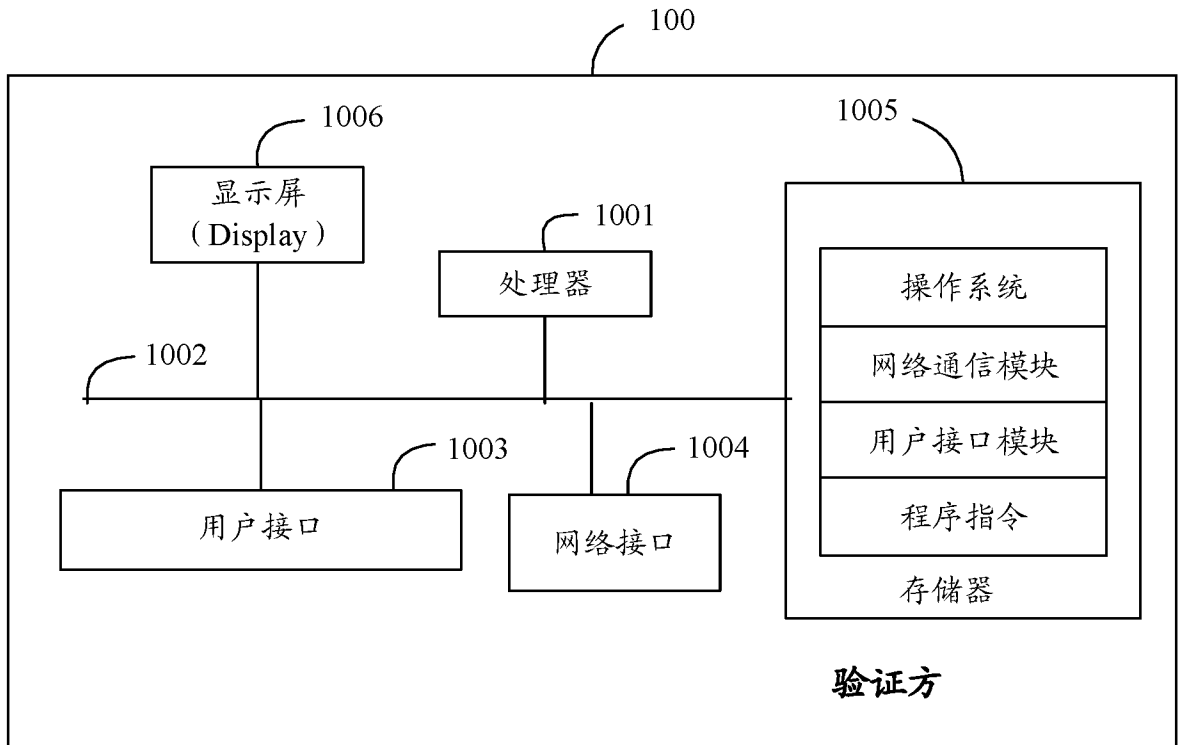 100
1006
1005
显示屏
（Display）
1001
处理器
操作系统
1002
网络通信模块
1003
1004
用户接口模块
用户接口
网络接口
程序指令
存储器
验证方